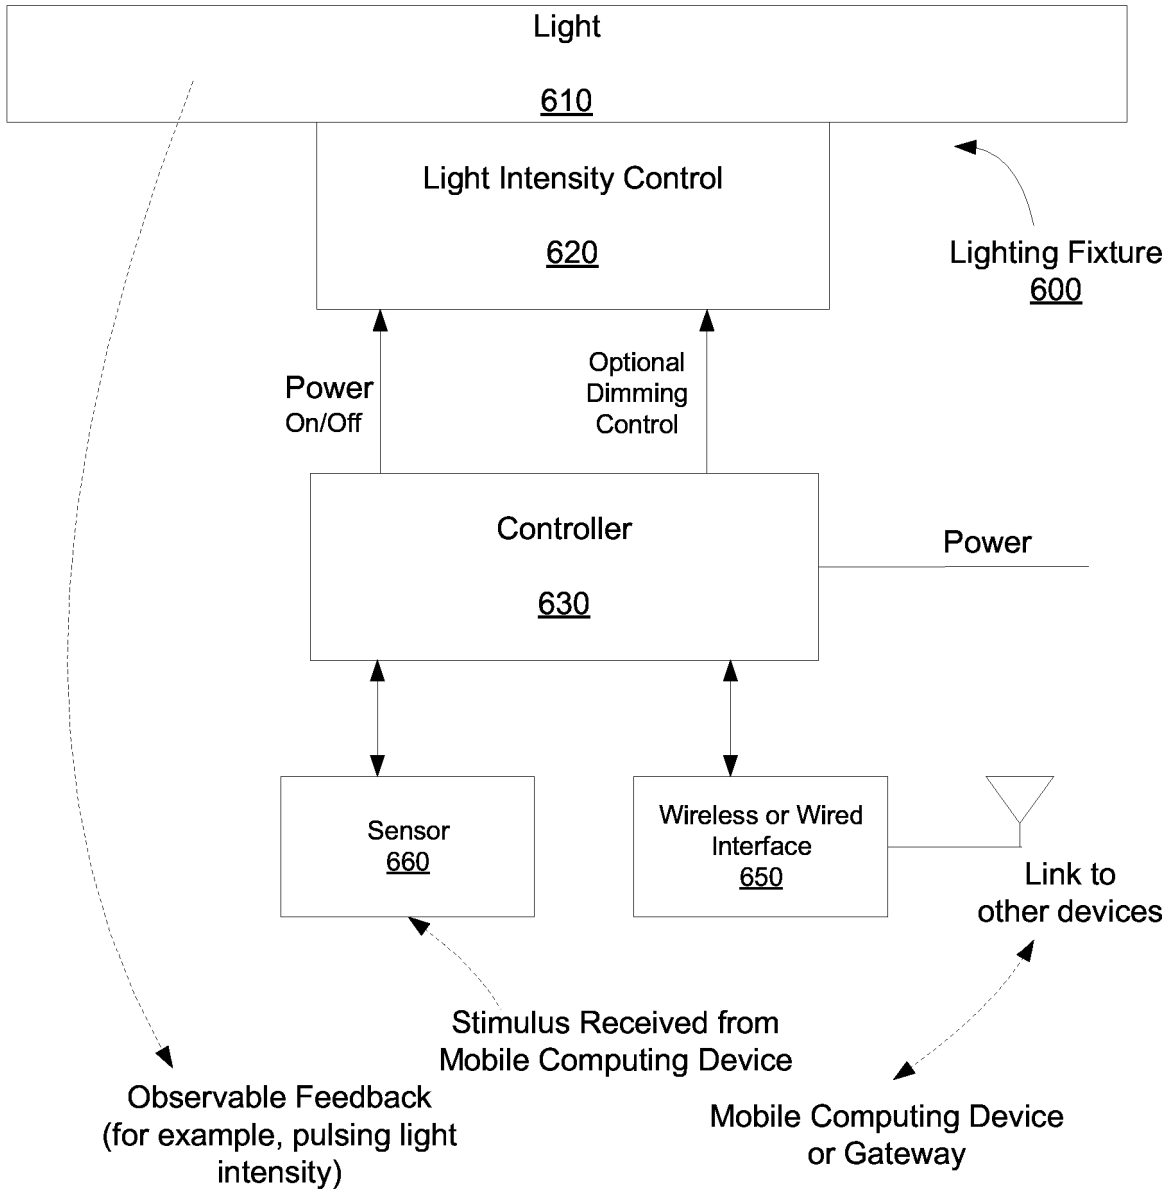 Light
610
Light Intensity Control
620
Lighting Fixture
600
Power
On/Off
Optional
Dimming
Control
Controller
630
Power
Sensor
660
Wireless or Wired
Interface
650
Link to
other devices
Stimulus Received from
Mobile Computing Device
Observable Feedback
(for example, pulsing light
intensity)
Mobile Computing Device
or Gateway